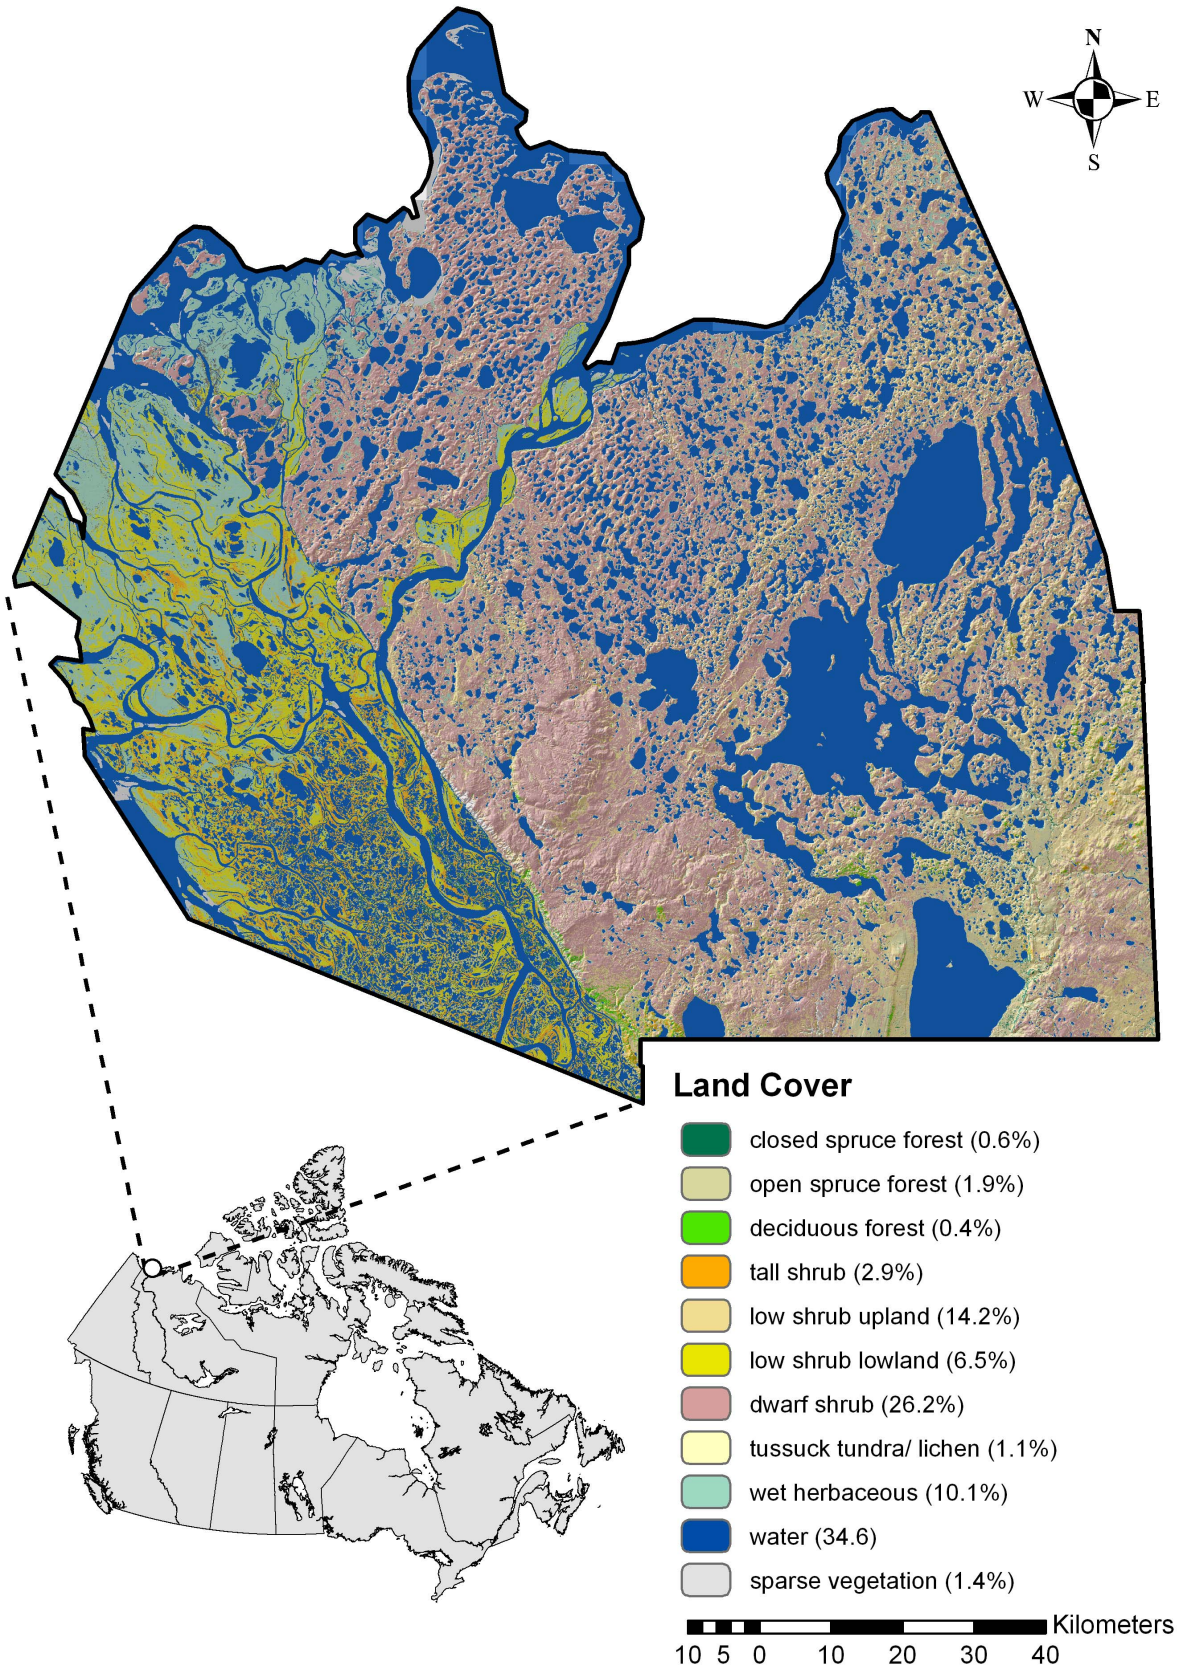 N
W E
S
Land Cover
closed spruce forest (0.6%)
open spruce forest (1.9%)
deciduous forest (0.4%)
tall shrub (2.9%)
low shrub upland (14.2%)
low shrub lowland (6.5%)
dwarf shrub (26.2%)
tussuck tundra/ lichen (1.1%)
wet herbaceous (10.1%)
water (34.6)
sparse vegetation (1.4%)
Kilometers
10 5 0 10 20 30 40